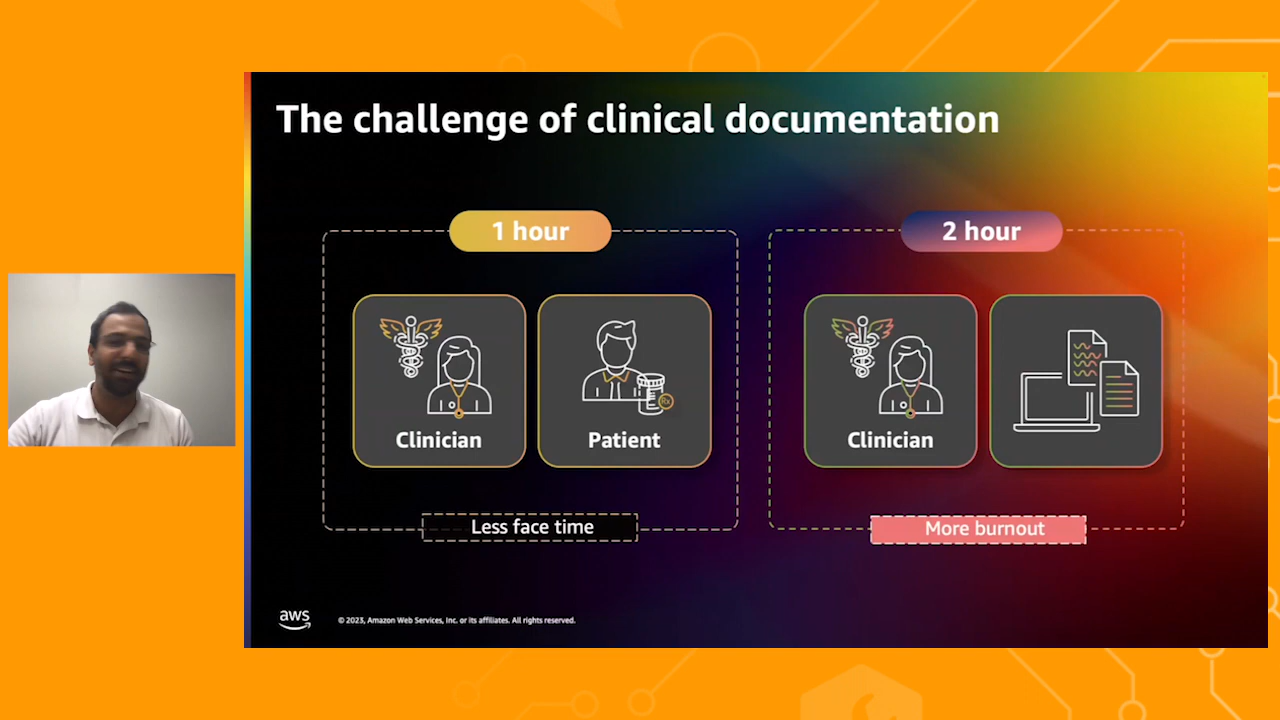 The challenge of clinical documentation
1 hour
Clinician
Patient
Rx
Less face time
2 hour
Clinician
More burnout
aws
© 2023, Amazon Web Services, Inc. or its affiliates. All rights reserved.